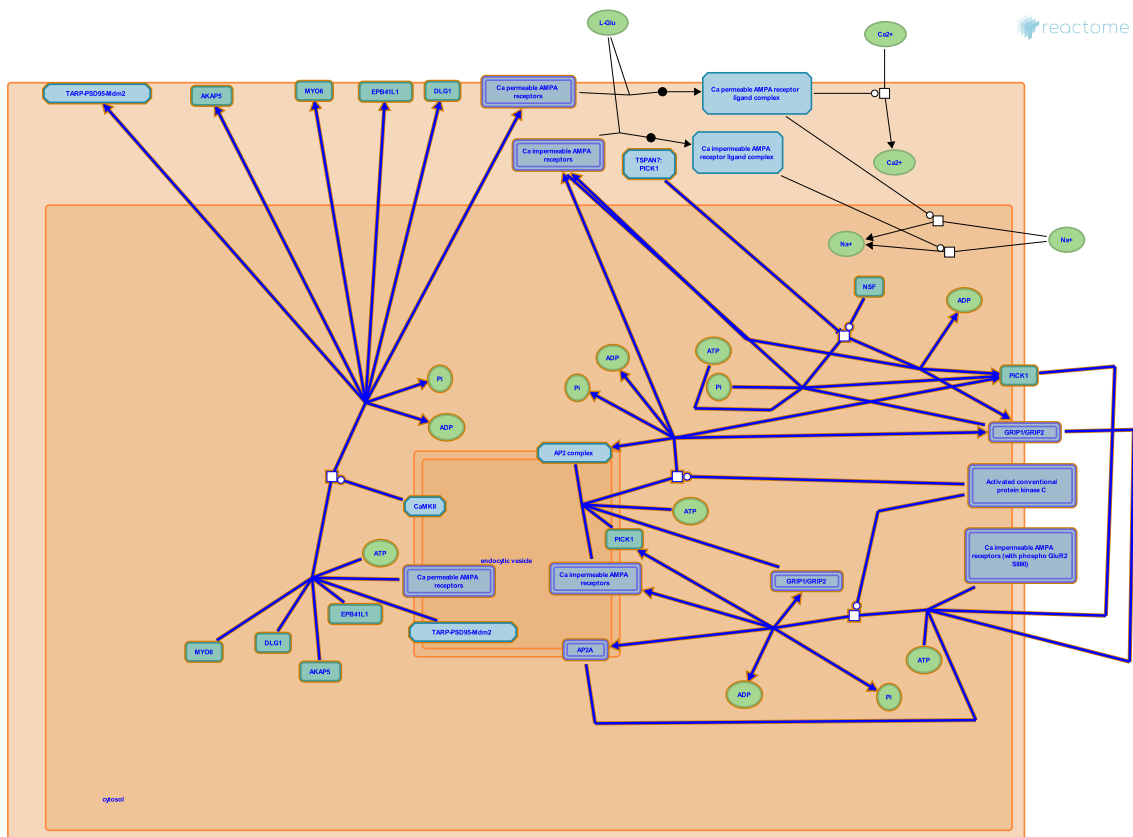 reactome
L-Glu
Ca2+
TARP-PSD95-Mdm2
AKAP5
MYO6
EPB41L1
DLG1
Ca permeable AMPA
receptors
Ca permeable AMPA receptor
ligand complex
Ca impermeable AMPA
receptors
TSPAN7:
PICK1
Ca impermeable AMPA
receptor ligand complex
Ca2+
Na+
Na+
NSF
ADP
ATP
ADP
Pi
Pi
Pi
PICK1
ADP
GRIP1/GRIP2
AP2 complex
Activated conventional
protein kinase C
CaMKII
ATP
PICK1
ATP
endocytic vesicle
Ca impermeable AMPA
receptors (with phospho GluR2
S880)
Ca permeable AMPA
receptors
Ca impermeable AMPA
receptors
GRIP1/GRIP2
EPB41L1
TARP-PSD95-Mdm2
DLG1
MYO6
AKAP5
AP2A
ATP
ADP
Pi
cytosol